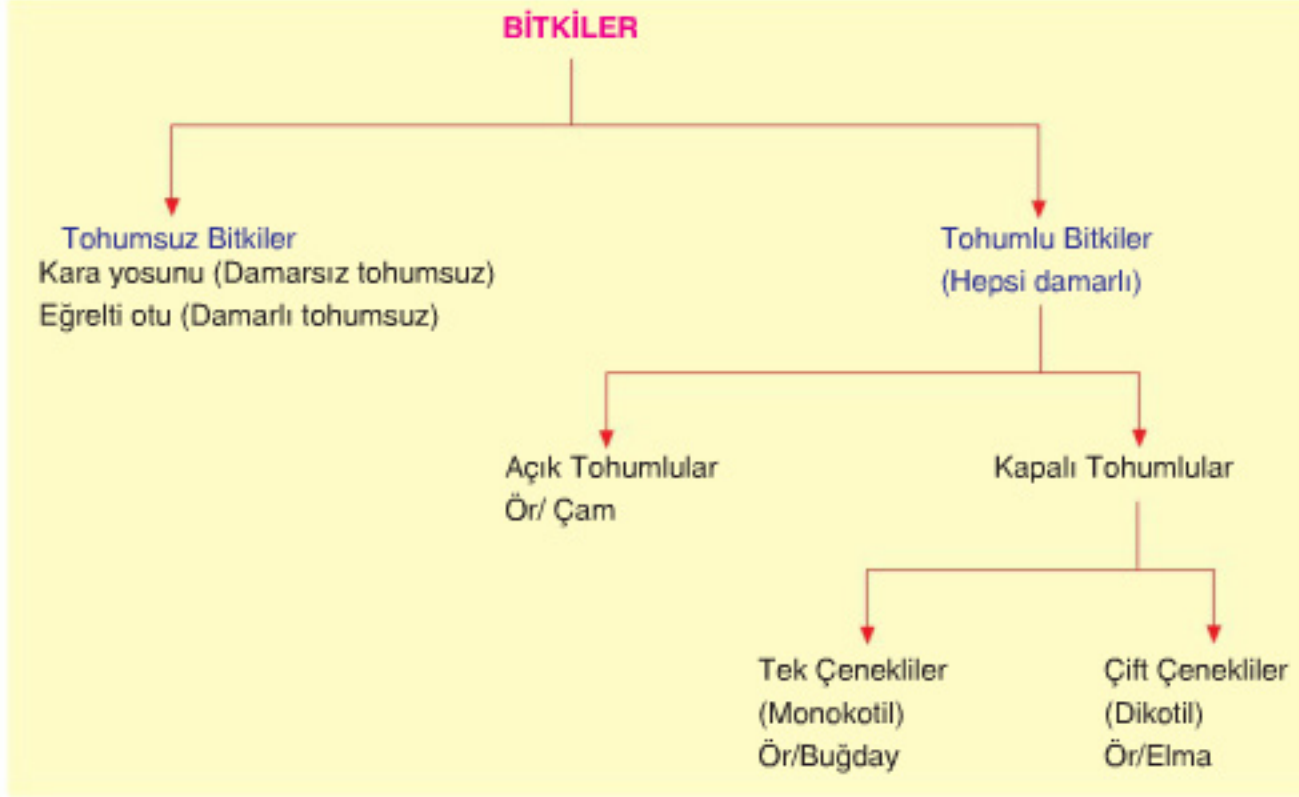 BİTKİLER
Tohumsuz Bitkiler
Kara yosunu (Damarsız tohumsuz)
Eğrelti otu (Damarlı tohumsuz)
Tohumlu Bitkiler
(Hepsi damarlı)
Açık Tohumlular
Ör/ Çam
Kapalı Tohumlular
Tek Çenekliler
(Monokotil)
Ör/Buğday
Çift Çenekliler
(Dikotil)
Ör/Elma